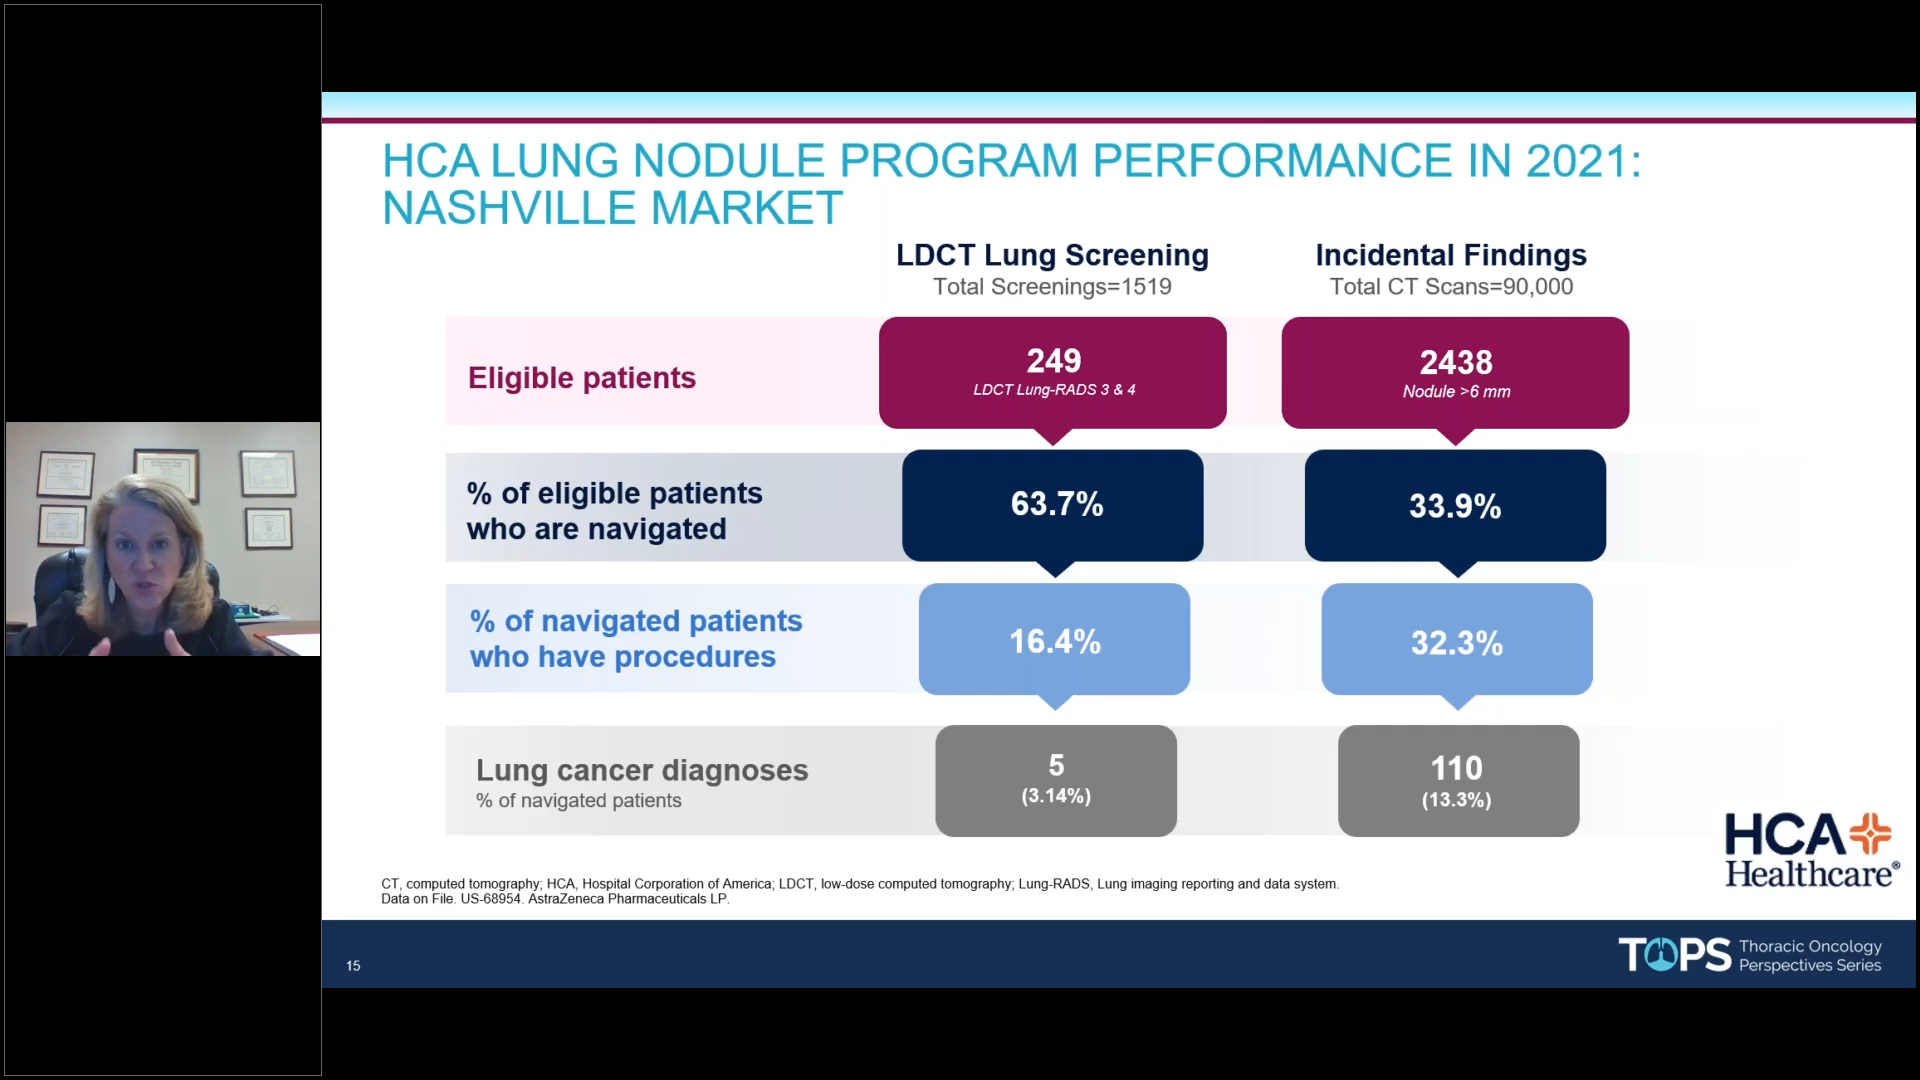 HCA LUNG NODULE PROGRAM PERFORMANCE IN 2021:
NASHVILLE MARKET
LDCT Lung Screening
Total Screenings=1519
Incidental Findings
Total CT Scans=90,000
Eligible patients
249
LDCT Lung-RADS 3 & 4
2438
Nodule >6 mm
% of eligible patients
who are navigated
63.7%
33.9%
% of navigated patients
who have procedures
16.4%
32.3%
Lung cancer diagnoses
% of navigated patients
5
(3.14%)
110
(13.3%)
HCA
Healthcare®
CT, computed tomography; HCA, Hospital Corporation of America; LDCT, low-dose computed tomography; Lung-RADS, Lung imaging reporting and data system.
Data on File. US-68954. AstraZeneca Pharmaceuticals LP.
15
TOPS
Thoracic Oncology
Perspectives Series